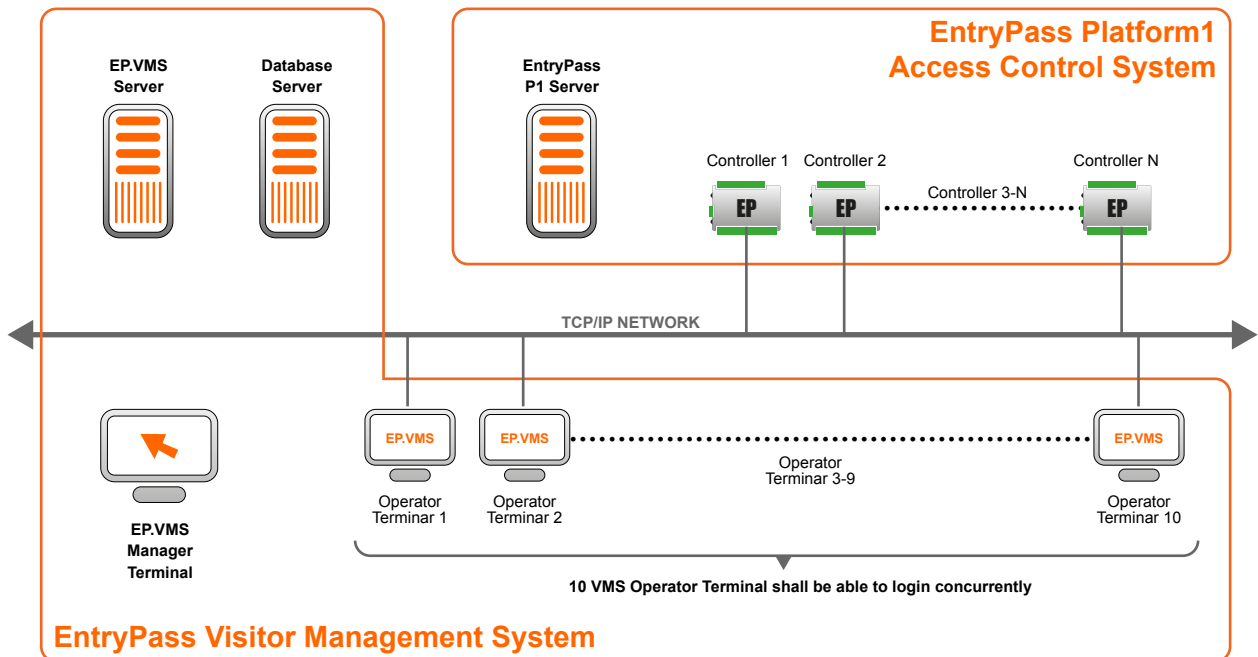 EntryPass Platform1
Access Control System
EP.VMS
Server
Database
Server
EntryPass
P1 Server
Controller 1
Controller 2
Controller 3-N
Controller N
EP
EP
EP
TCP/IP NETWORK
EP.VMS
Manager
Terminal
EP.VMS
Operator
Terminar 1
EP.VMS
Operator
Terminar 2
Operator
Terminar 3-9
EP.VMS
Operator
Terminar 10
10 VMS Operator Terminal shall be able to login concurrently
EntryPass Visitor Management System